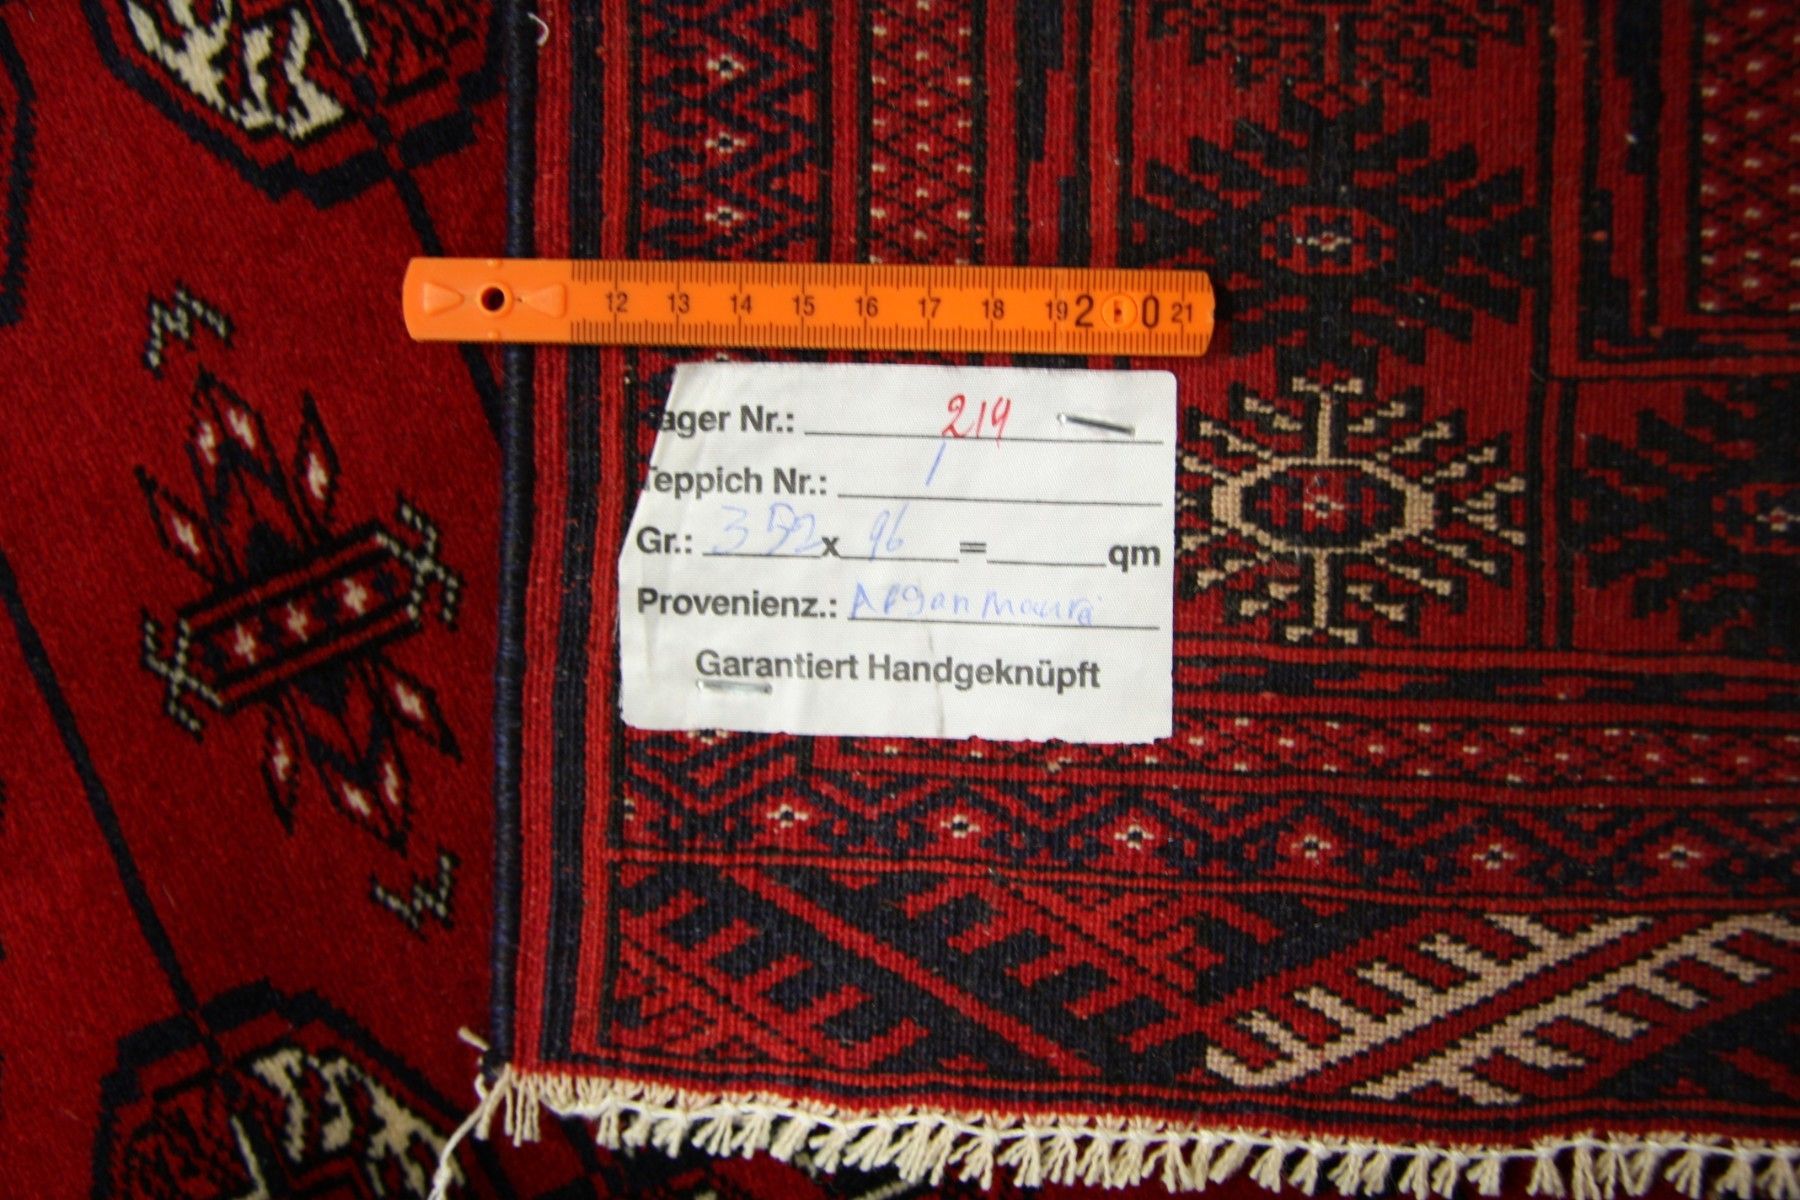 12 13 14 15 16 17 18 19 20 21
ager Nr.: 219
Teppich Nr.: 1
Gr.: 352 x 96 = qm
Provenienz.: Afgan Mauri
Garantiert Handgeknüpft